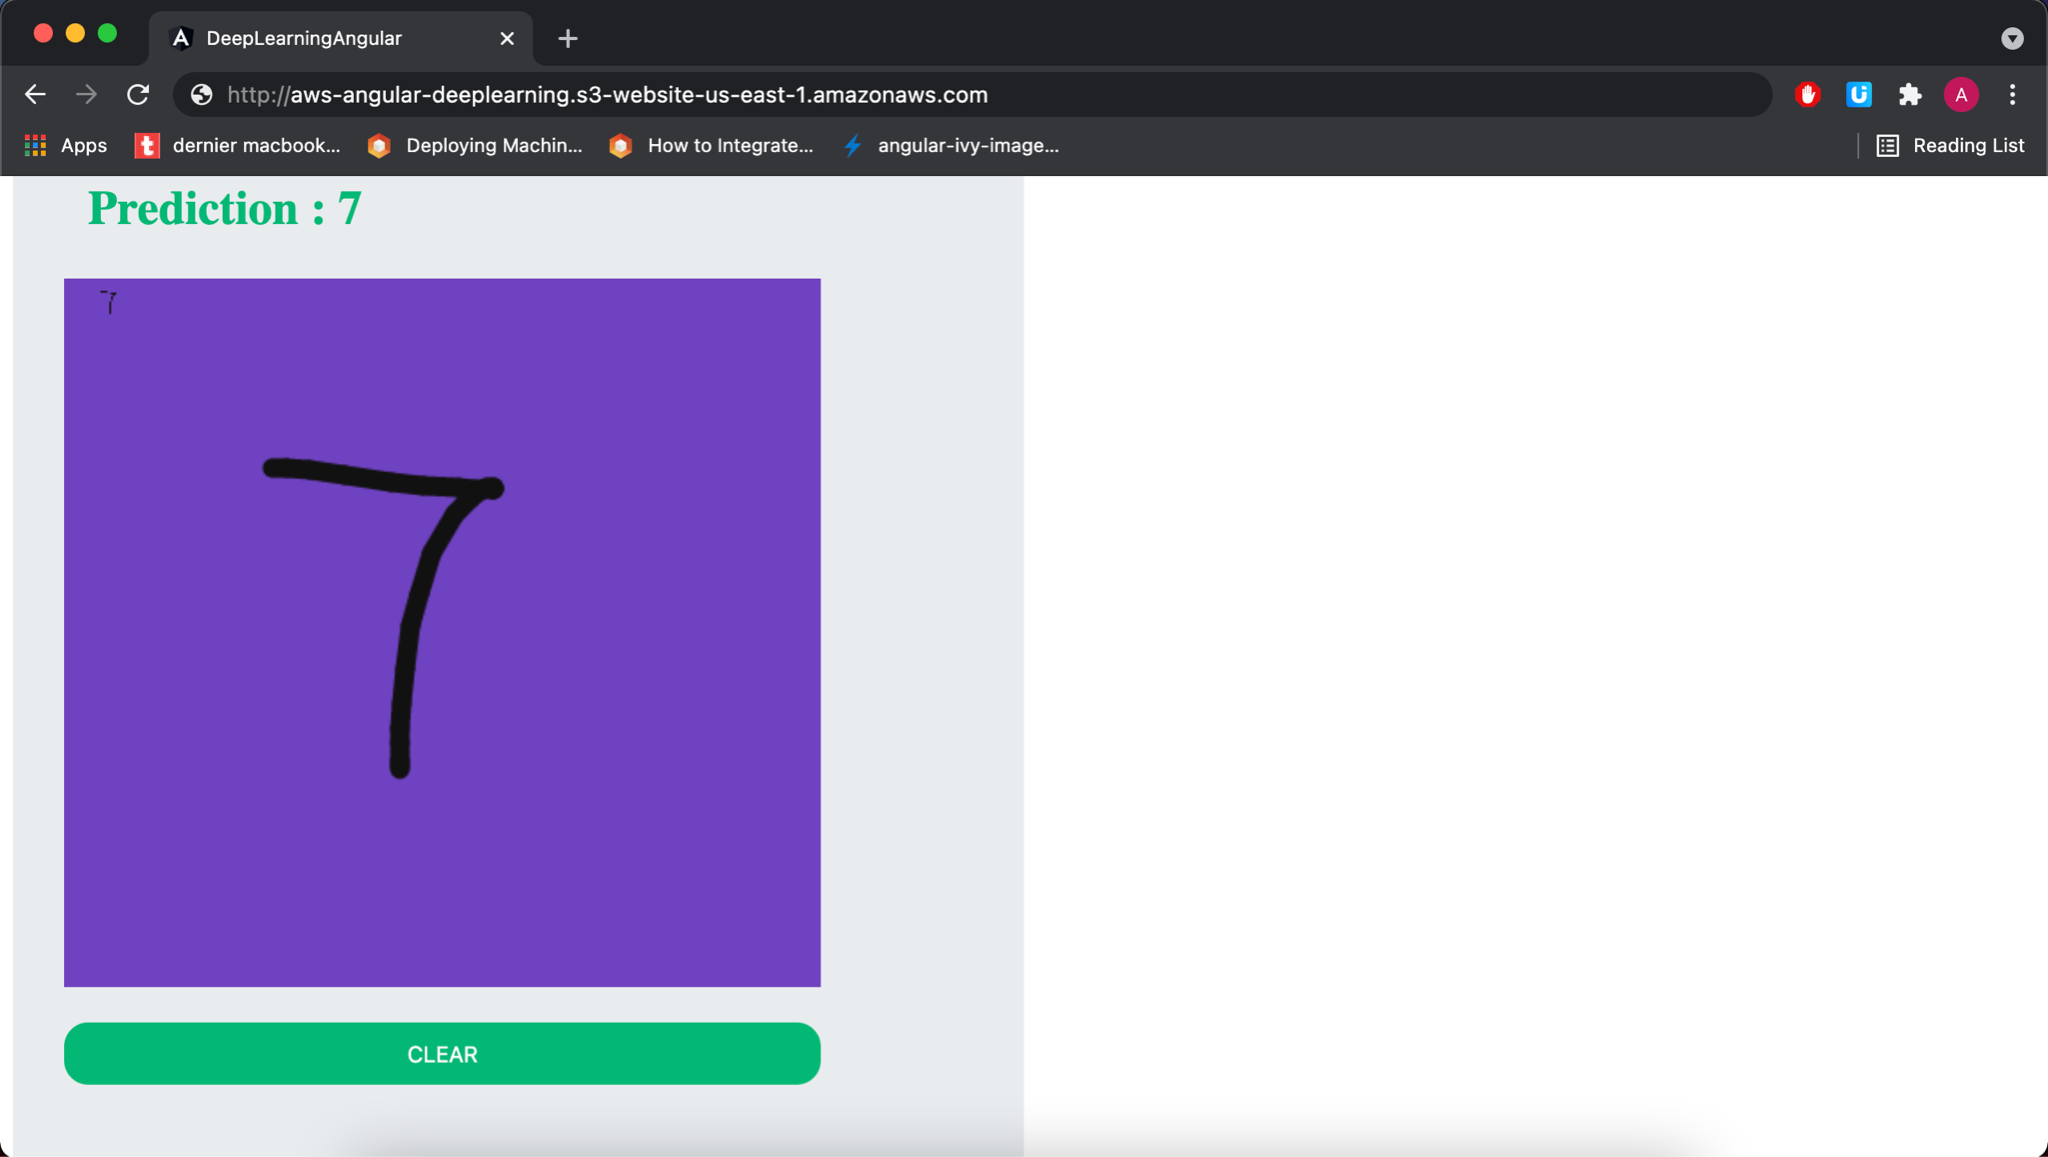 DeepLearningAngular
http://aws-angular-deeplearning.s3-website-us-east-1.amazonaws.com
A
Apps
t dernier macbook...
Deploying Machin...
How to Integrate...
angular-ivy-image...
Reading List
Prediction : 7
7
7
CLEAR